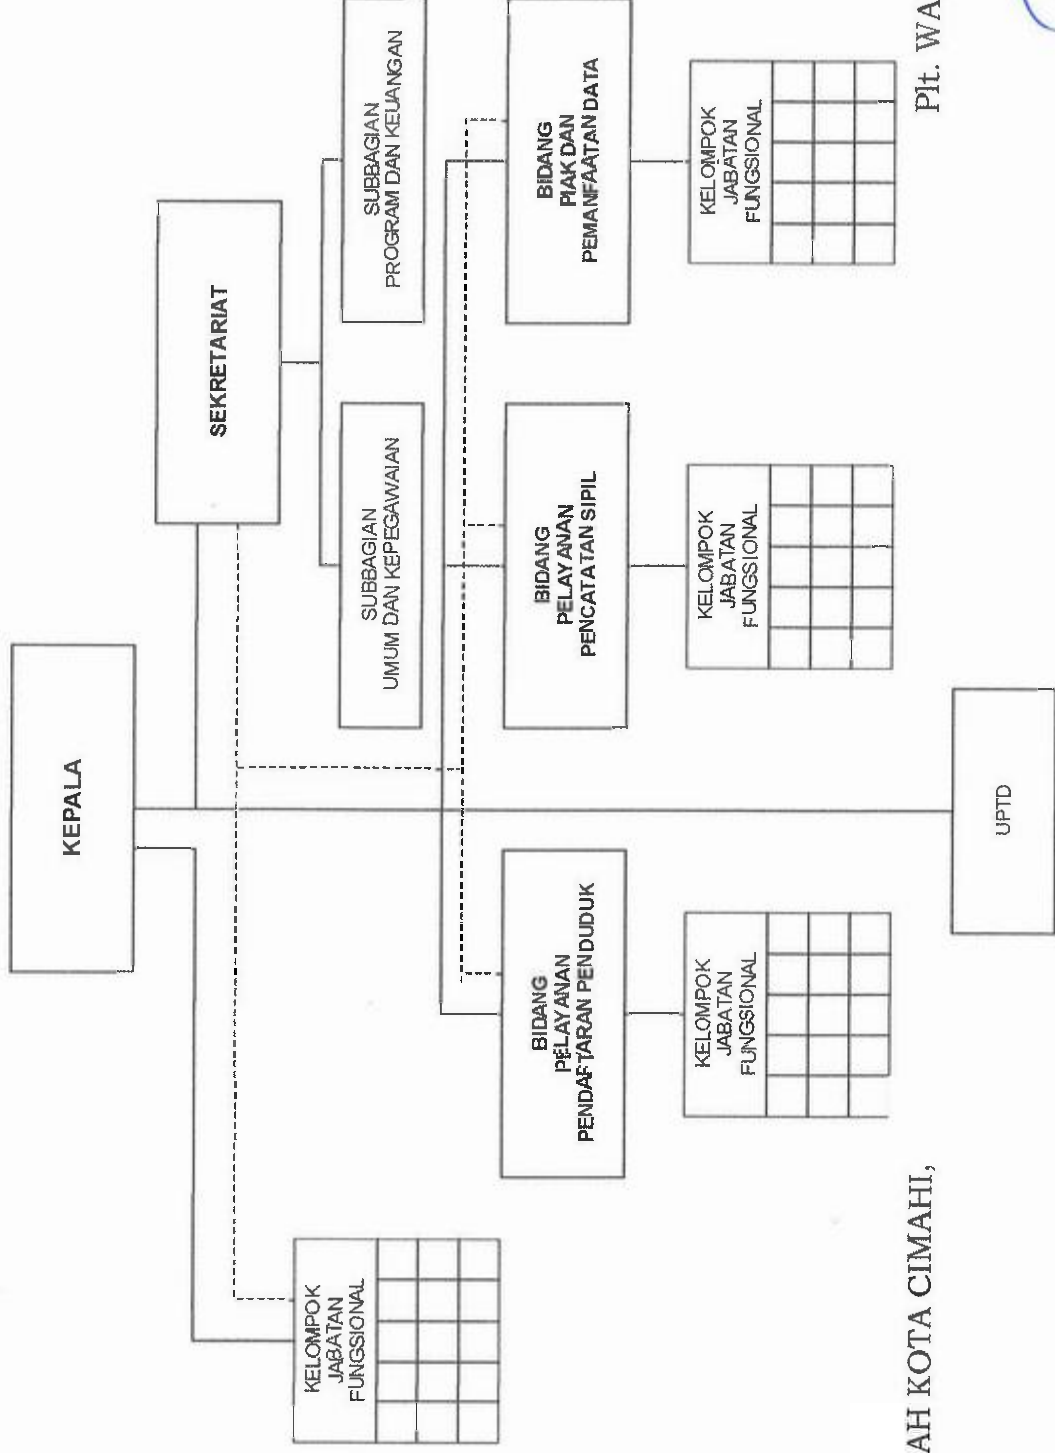 KEPALA
SEKRETARIAT
KELOMPOK
JABATAN
FUNGSIONAL
SUBBAGIAN
UMUM DAN KEPEGAWAIAN
SUBBAGIAN
PROGRAM DAN KEUANGAN
BIDANG
PELAYANAN
PENDAFTARAN PENDUDUK
BIDANG
PELAYANAN
PENCATATAN SIPIL
BIDANG
PIAK DAN
PEMANFAATAN DATA
KELOMPOK
JABATAN
FUNGSIONAL
KELOMPOK
JABATAN
FUNGSIONAL
KELOMPOK
JABATAN
FUNGSIONAL
UPTD
AH KOTA CIMAHI,
Plt. WA